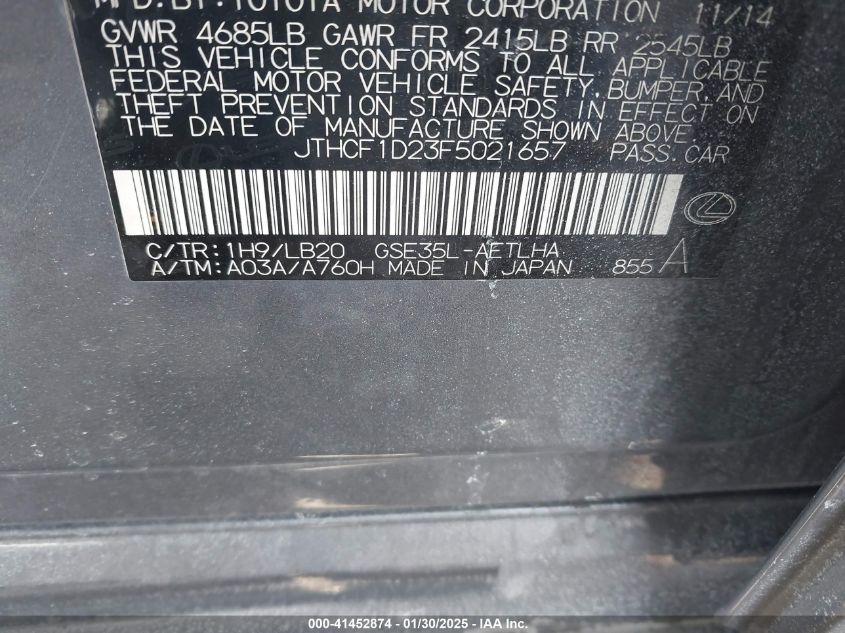 MFD.BY:TOYOTA MOTOR CORPORATION 11/14
GVWR 4685LB GAWR FR 2415LB RR 2545LB
THIS VEHICLE CONFORMS TO ALL APPLICABLE
FEDERAL MOTOR VEHICLE SAFETY, BUMPER, AND
THEFT PREVENTION STANDARDS IN EFFECT ON
THE DATE OF MANUFACTURE SHOWN ABOVE.
JTHCF1D23F5021657 PASS.CAR
C/TR:1H9/LB20 GSE35L-AETLHA
A/TM:A03A/A760H MADE IN JAPAN 855 A
000-41452874 - 01/30/2025 - IAA Inc.